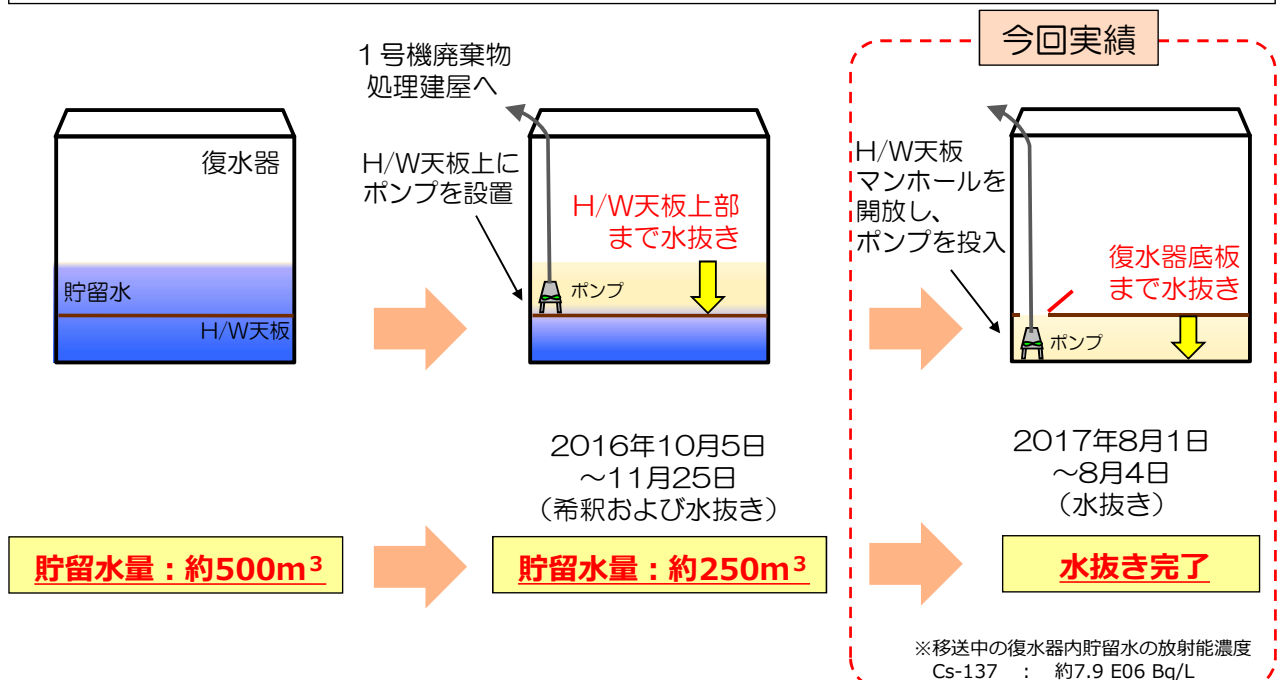 今回実績
1号機廃棄物
処理建屋へ
復水器
貯留水
H/W天板
H/W天板上に
ポンプを設置
H/W天板上部
まで水抜き
ポンプ
H/W天板
マンホールを
開放し、
ポンプを投入
復水器底板
まで水抜き
ポンプ
2016年10月5日
～11月25日
（希釈および水抜き）
2017年8月1日
～8月4日
（水抜き）
貯留水量：約500m³
貯留水量：約250m³
水抜き完了
※移送中の復水器内貯留水の放射能濃度
Cs-137 ： 約7.9 E06 Bq/L